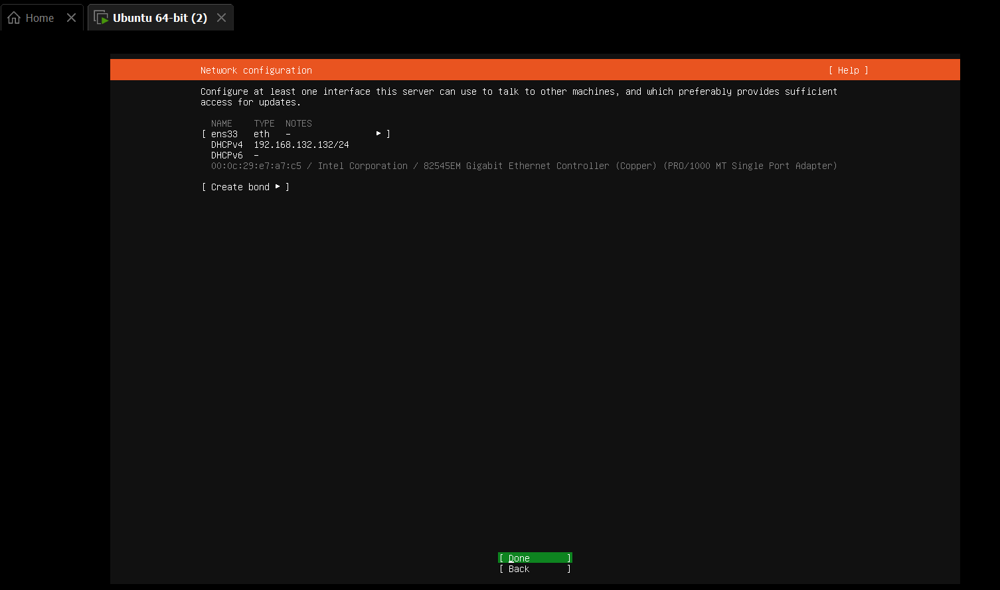 Home
Ubuntu 64-bit (2)
Network configuration [ Help ]
Configure at least one interface this server can use to talk to other machines, and which preferably provides sufficient
access for updates.
NAME TYPE NOTES
[ ens33 eth - ▸ ]
DHCPv4 192.168.132.132/24
DHCPv6 -
00:0c:29:e7:a7:c5 / Intel Corporation / 82545EM Gigabit Ethernet Controller (Copper) (PRO/1000 MT Single Port Adapter)
[ Create bond ▸ ]
[ Done ]
[ Back ]